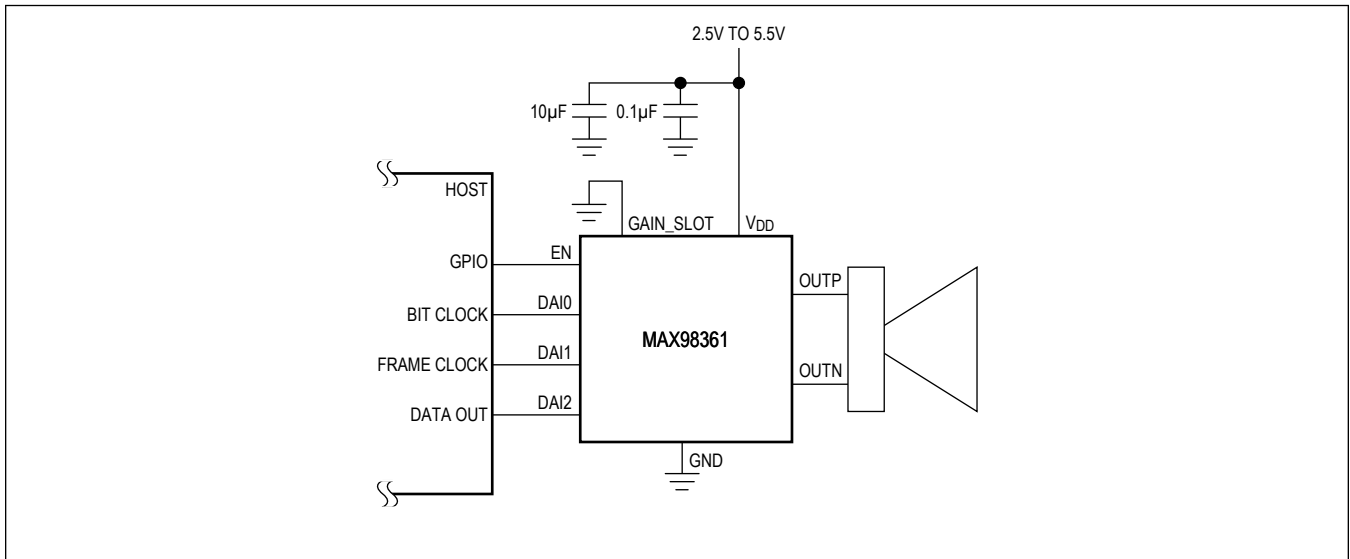 2.5V TO 5.5V
10µF
0.1µF
HOST
GAIN_SLOT
VDD
GPIO
EN
OUTP
BIT CLOCK
DAI0
MAX98361
FRAME CLOCK
DAI1
OUTN
DATA OUT
DAI2
GND